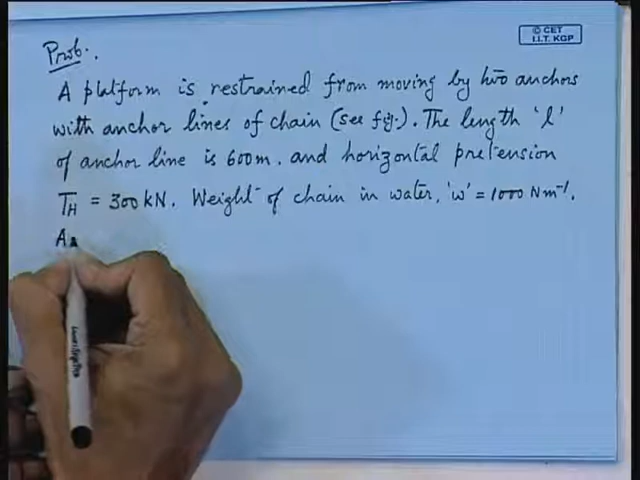 © CET
I.I.T. KGP
Prob.
A platform is restrained from moving by two anchors
with anchor lines of chain (see fig.). The length 'l'
of anchor line is 600m. and horizontal pretension
T_H = 300 kN. Weight of chain in water, 'w' = 1000 Nm⁻¹.
A